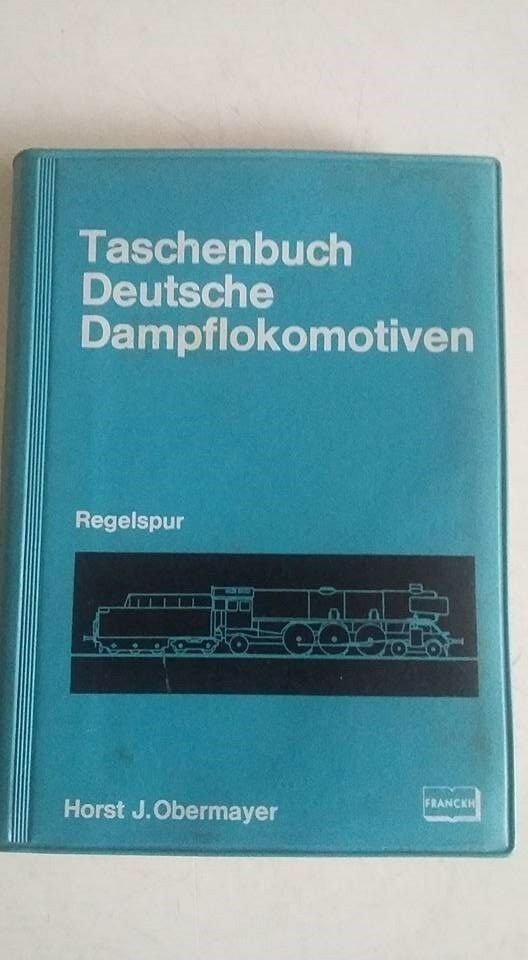 Taschenbuch
Deutsche
Dampflokomotiven
Regelspur
Horst J. Obermayer
FRANCKH